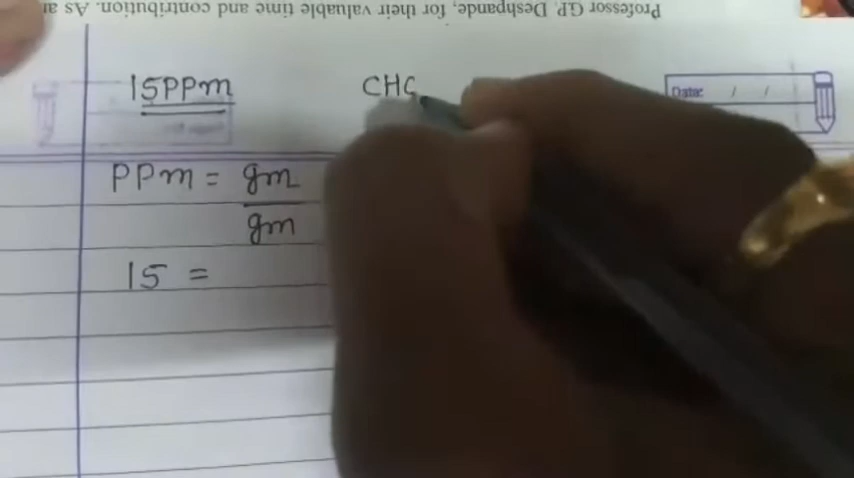 Professor G.P. Deshpande, for their valuable time and contribution. As a
15PPm CHC
Date: / /
PPm = gm
gm
15 =